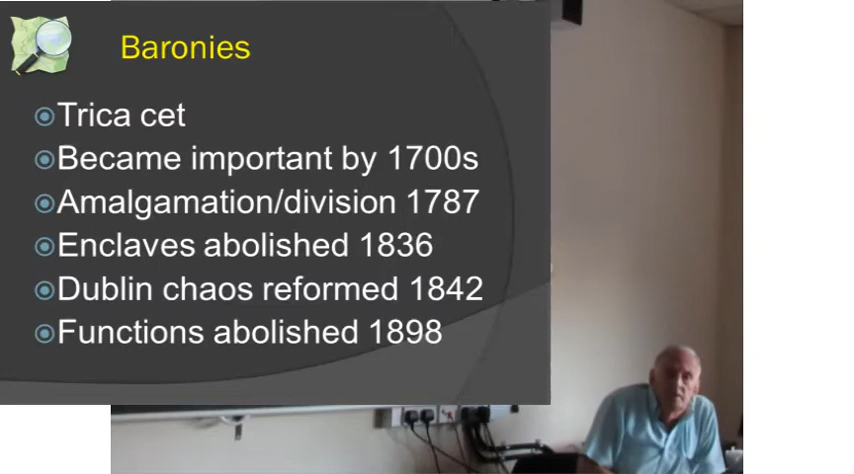 Baronies
Trica cet
Became important by 1700s
Amalgamation/division 1787
Enclaves abolished 1836
Dublin chaos reformed 1842
Functions abolished 1898